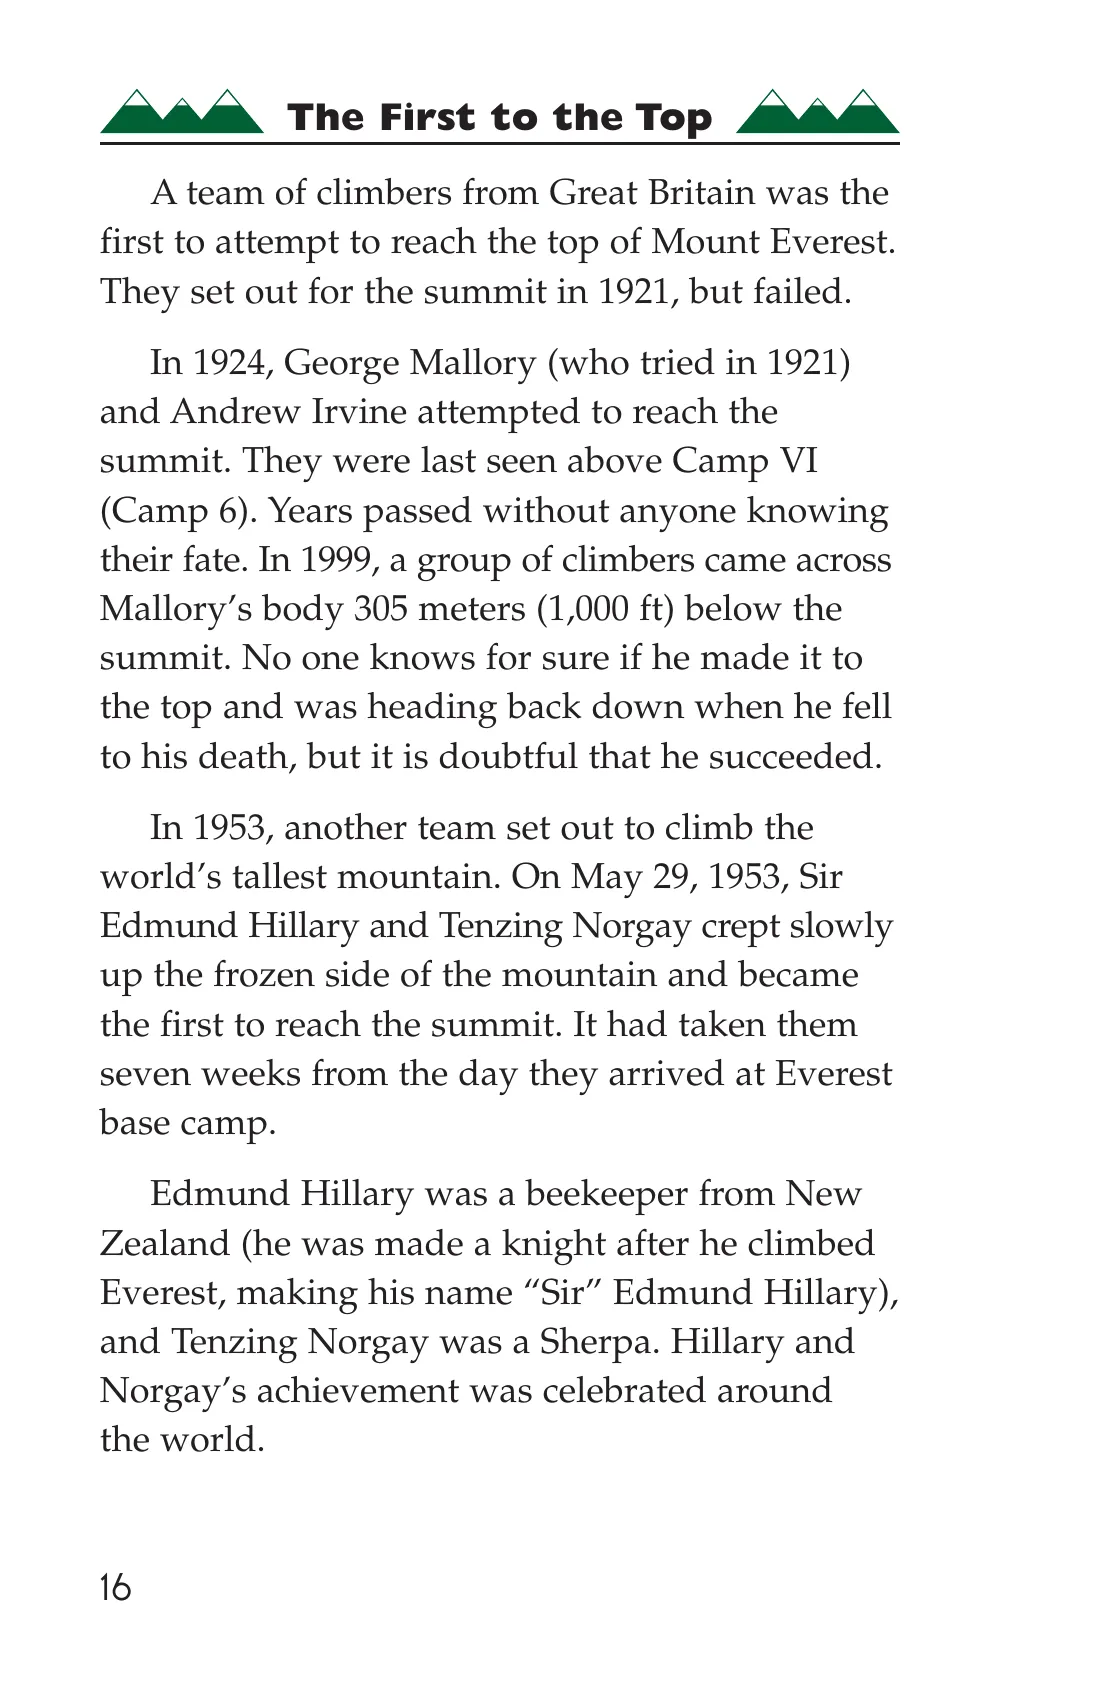 The First to the Top
A team of climbers from Great Britain was the
first to attempt to reach the top of Mount Everest.
They set out for the summit in 1921, but failed.
In 1924, George Mallory (who tried in 1921)
and Andrew Irvine attempted to reach the
summit. They were last seen above Camp VI
(Camp 6). Years passed without anyone knowing
their fate. In 1999, a group of climbers came across
Mallory’s body 305 meters (1,000 ft) below the
summit. No one knows for sure if he made it to
the top and was heading back down when he fell
to his death, but it is doubtful that he succeeded.
In 1953, another team set out to climb the
world’s tallest mountain. On May 29, 1953, Sir
Edmund Hillary and Tenzing Norgay crept slowly
up the frozen side of the mountain and became
the first to reach the summit. It had taken them
seven weeks from the day they arrived at Everest
base camp.
Edmund Hillary was a beekeeper from New
Zealand (he was made a knight after he climbed
Everest, making his name “Sir” Edmund Hillary),
and Tenzing Norgay was a Sherpa. Hillary and
Norgay’s achievement was celebrated around
the world.
16